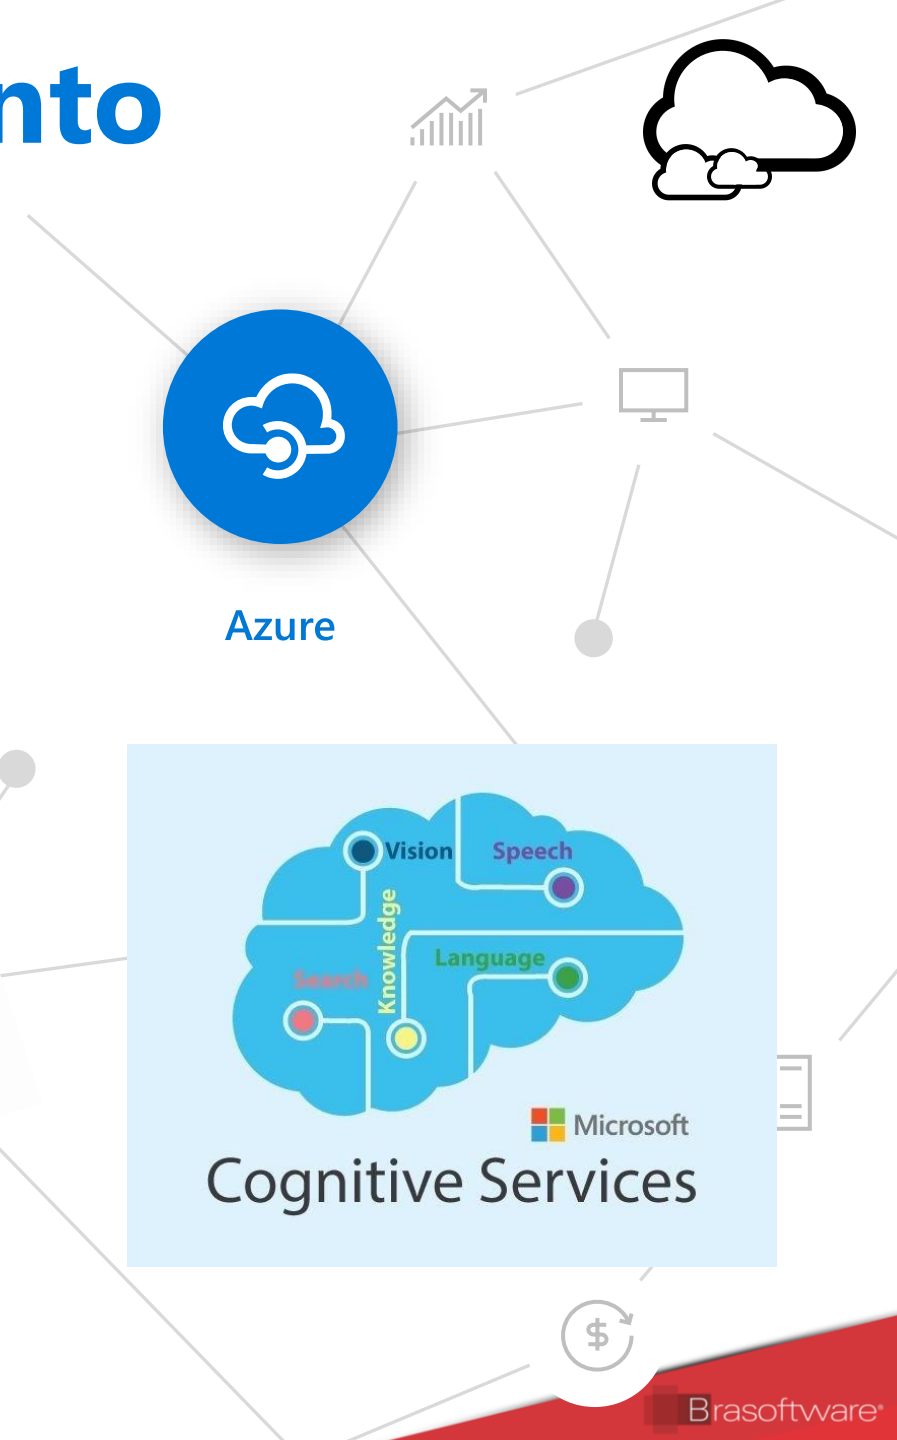 nto
Azure
Vision
Speech
Knowledge
Language
Search
Microsoft
Cognitive Services
$
Brasoftware